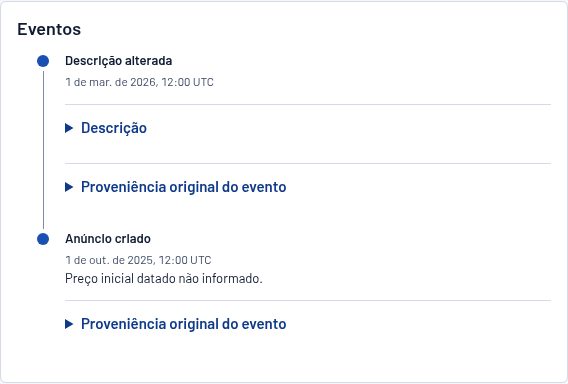 Eventos
Descrição alterada
1 de mar. de 2026, 12:00 UTC
Descrição
Proveniência original do evento
Anúncio criado
1 de out. de 2025, 12:00 UTC
Preço inicial datado não informado.
Proveniência original do evento